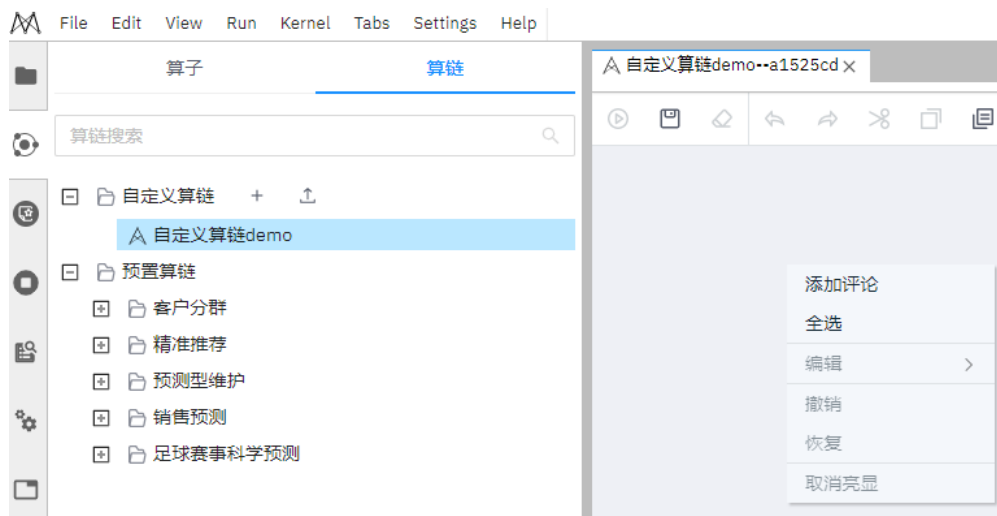 File Edit View Run Kernel Tabs Settings Help
算子 算链
自定义算链demo--a1525cd
算链搜索
自定义算链
自定义算链demo
预置算链
客户分群
精准推荐
预测型维护
销售预测
足球赛事科学预测
添加评论
全选
编辑
撤销
恢复
取消亮显